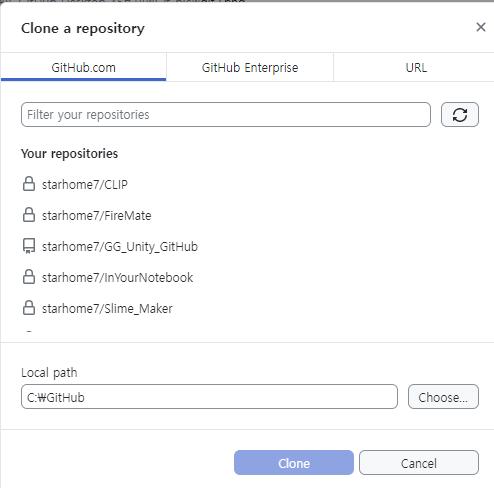 Clone a repository
×
GitHub.com GitHub Enterprise URL
Filter your repositories
Your repositories
starhome7/CLIP
starhome7/FireMate
starhome7/GG_Unity_GitHub
starhome7/InYourNotebook
starhome7/Slime_Maker
Local path
C:₩GitHub Choose...
Clone Cancel